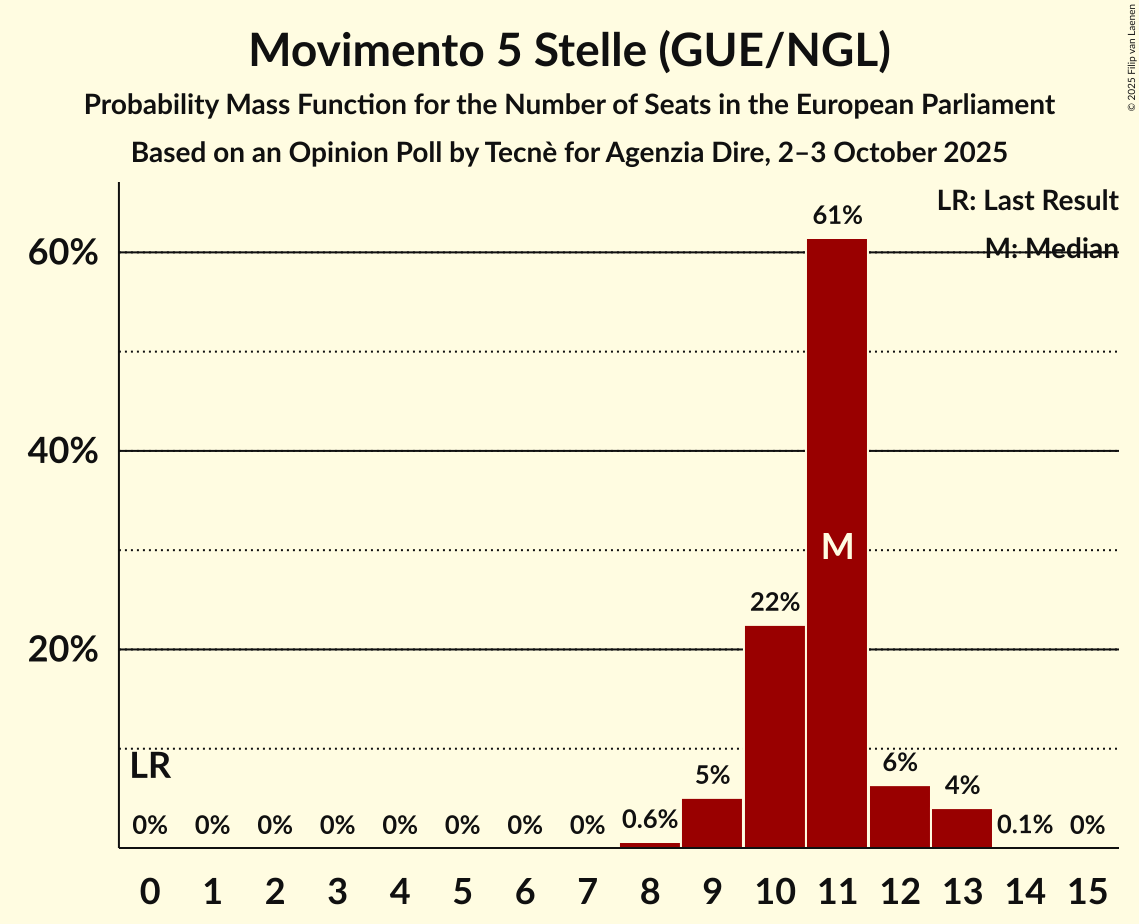 Movimento 5 Stelle (GUE/NGL)
Probability Mass Function for the Number of Seats in the European Parliament
Based on an Opinion Poll by Tecnè for Agenzia Dire, 2–3 October 2025
© 2025 Filip van Laenen
LR: Last Result
M: Median
60%
40%
20%
61%
M
22%
LR
5%
6%
4%
0% 0% 0% 0% 0% 0% 0% 0% 0.6% 0.1% 0%
0 1 2 3 4 5 6 7 8 9 10 11 12 13 14 15